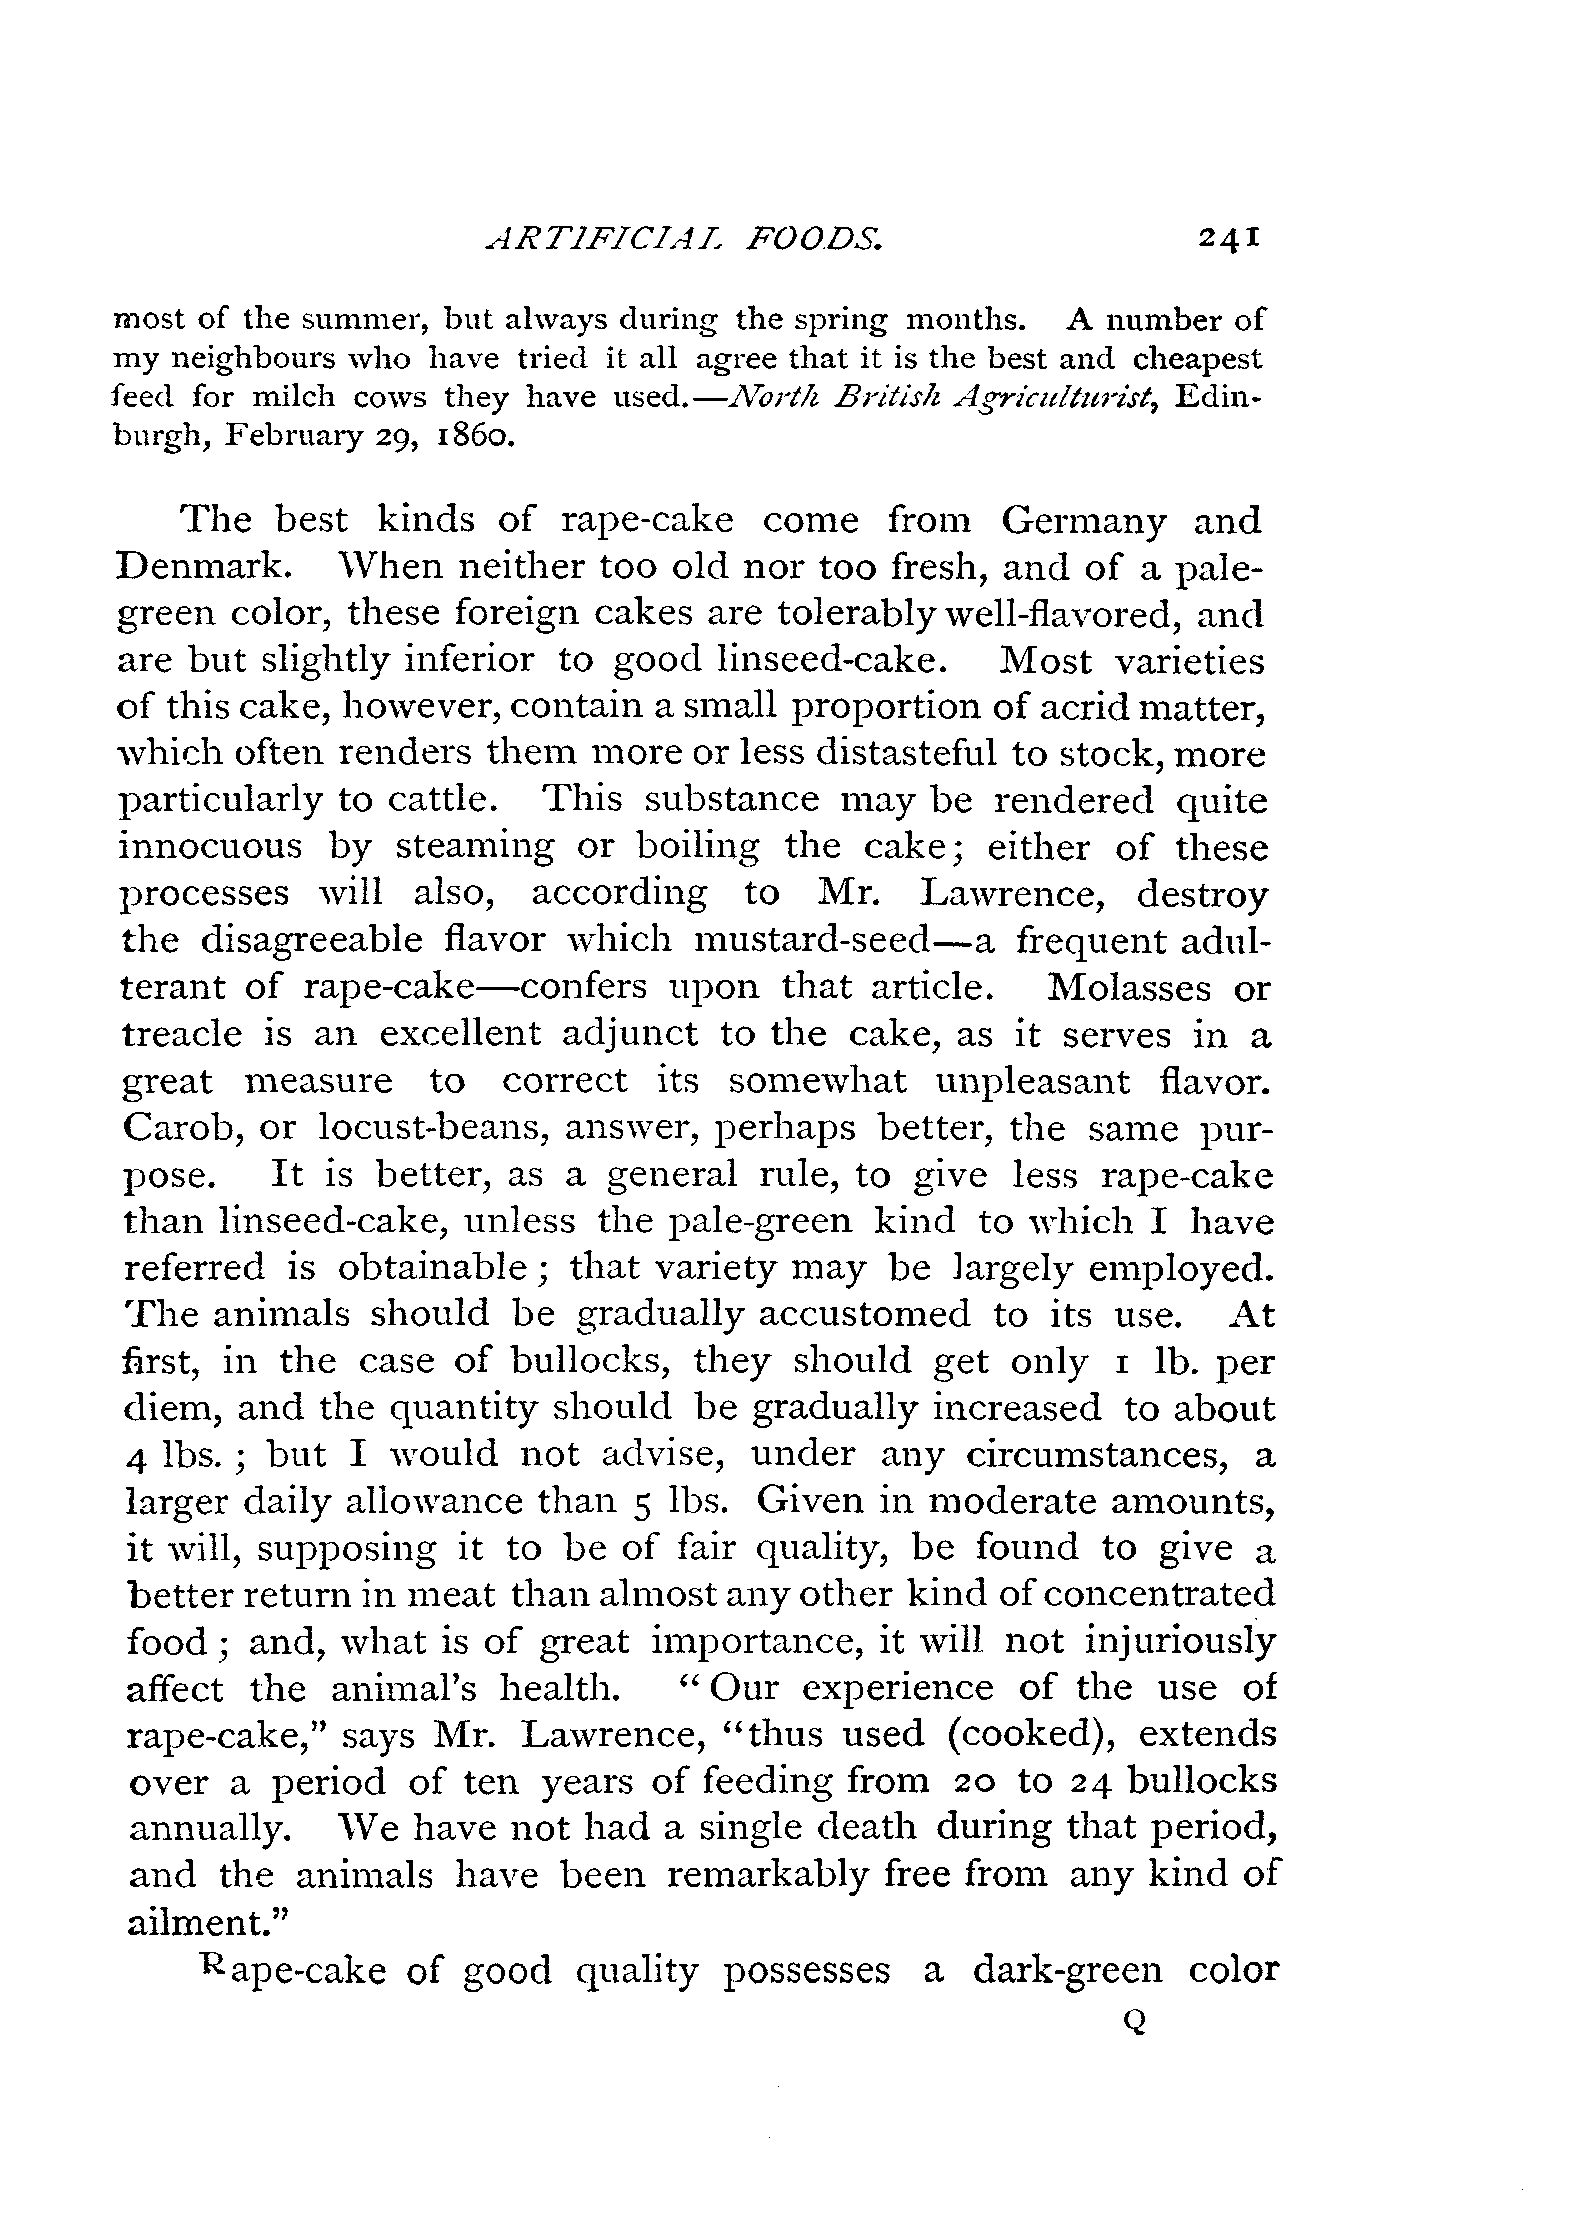 ARTIFICIAL FOODS. 241
most of the summer, but always during the spring months. A number of
my neighbours who have tried it all agree that it is the best and cheapest
feed for milch cows they have used.—North British Agriculturist, Edin-
burgh, February 29, 1860.
The best kinds of rape-cake come from Germany and
Denmark. When neither too old nor too fresh, and of a pale-
green color, these foreign cakes are tolerably well-flavored, and
are but slightly inferior to good linseed-cake. Most varieties
of this cake, however, contain a small proportion of acrid matter,
which often renders them more or less distasteful to stock, more
particularly to cattle. This substance may be rendered quite
innocuous by steaming or boiling the cake; either of these
processes will also, according to Mr. Lawrence, destroy
the disagreeable flavor which mustard-seed—a frequent adul-
terant of rape-cake—confers upon that article. Molasses or
treacle is an excellent adjunct to the cake, as it serves in a
great measure to correct its somewhat unpleasant flavor.
Carob, or locust-beans, answer, perhaps better, the same pur-
pose. It is better, as a general rule, to give less rape-cake
than linseed-cake, unless the pale-green kind to which I have
referred is obtainable; that variety may be largely employed.
The animals should be gradually accustomed to its use. At
first, in the case of bullocks, they should get only 1 lb. per
diem, and the quantity should be gradually increased to about
4 lbs.; but I would not advise, under any circumstances, a
larger daily allowance than 5 lbs. Given in moderate amounts,
it will, supposing it to be of fair quality, be found to give a
better return in meat than almost any other kind of concentrated
food; and, what is of great importance, it will not injuriously
affect the animal's health. "Our experience of the use of
rape-cake," says Mr. Lawrence, "thus used (cooked), extends
over a period of ten years of feeding from 20 to 24 bullocks
annually. We have not had a single death during that period,
and the animals have been remarkably free from any kind of
ailment."
Rape-cake of good quality possesses a dark-green color
Q